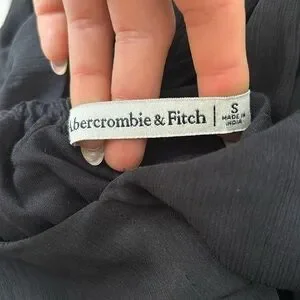 Abercrombie & Fitch
S
MADE IN
INDIA